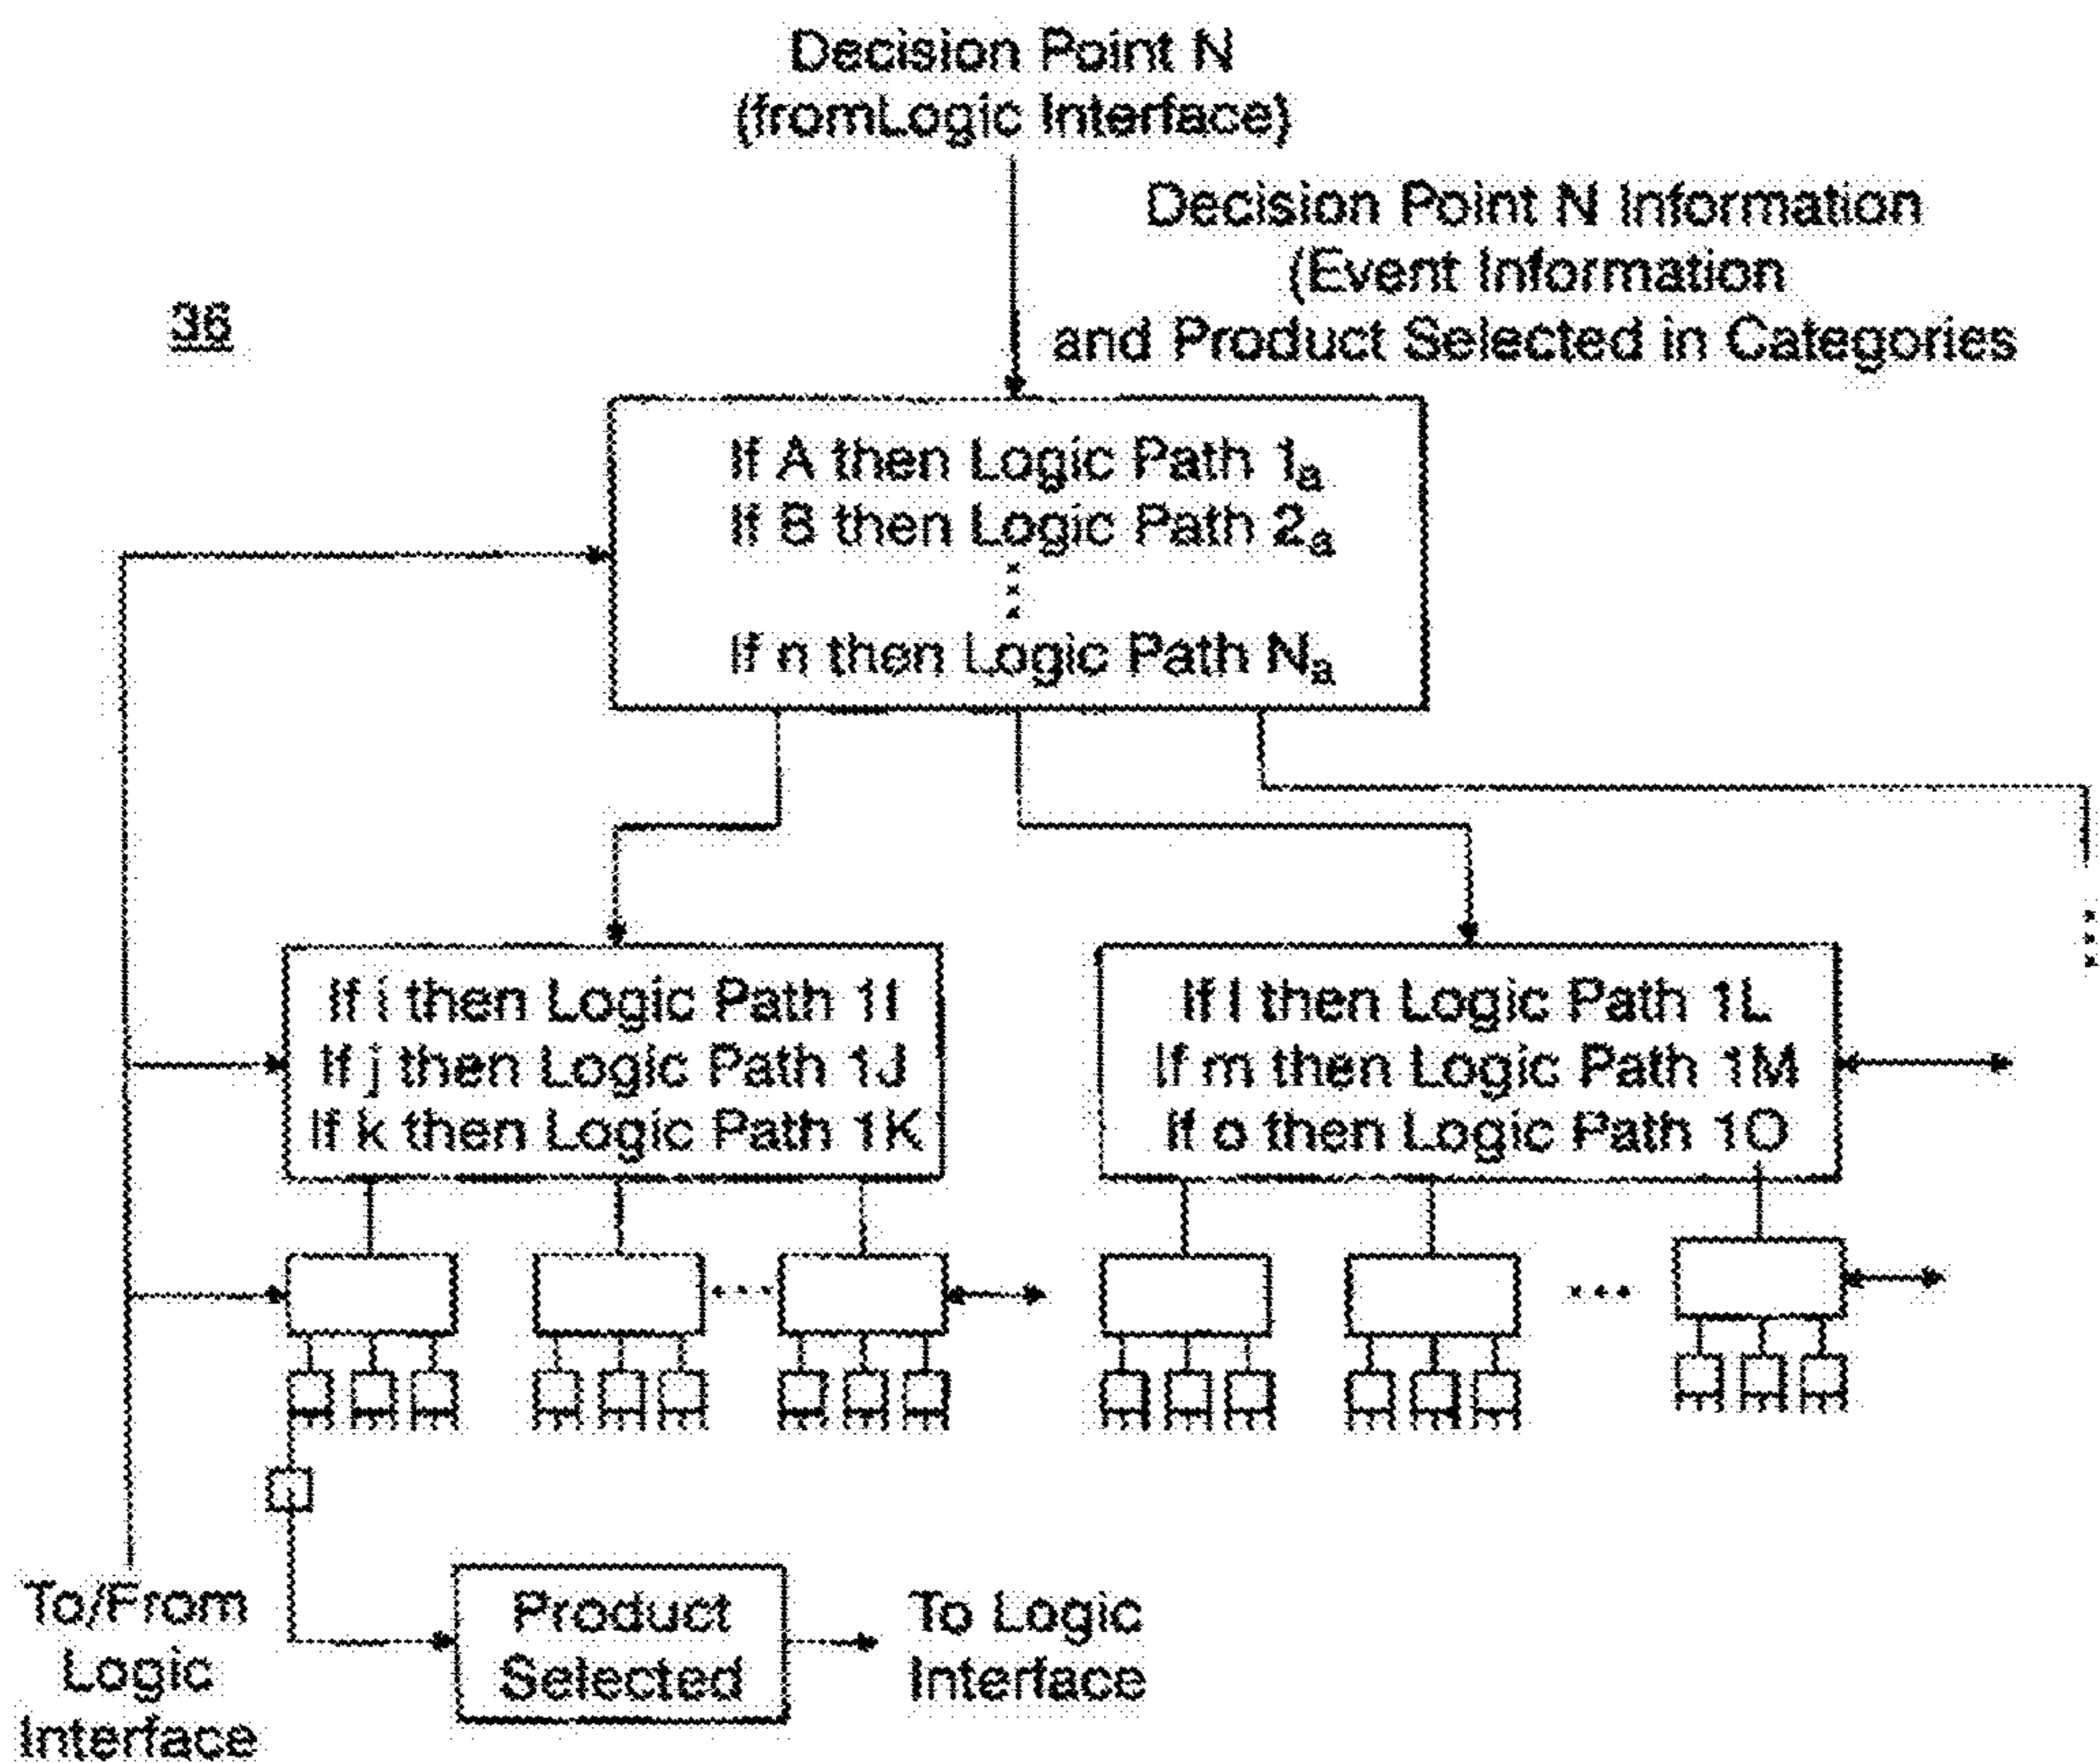 Decision Point N
(fromLogic Interface)
Decision Point N Information
(Event Information
and Product Selected in Categories
36
If A then Logic Path 1a
If B then Logic Path 2a
If n then Logic Path Na
If i then Logic Path 1I
If j then Logic Path 1J
If k then Logic Path 1K
If l then Logic Path 1L
If m then Logic Path 1M
If o then Logic Path 1O
To/From
Logic
Interface
Product
Selected
To Logic
Interface